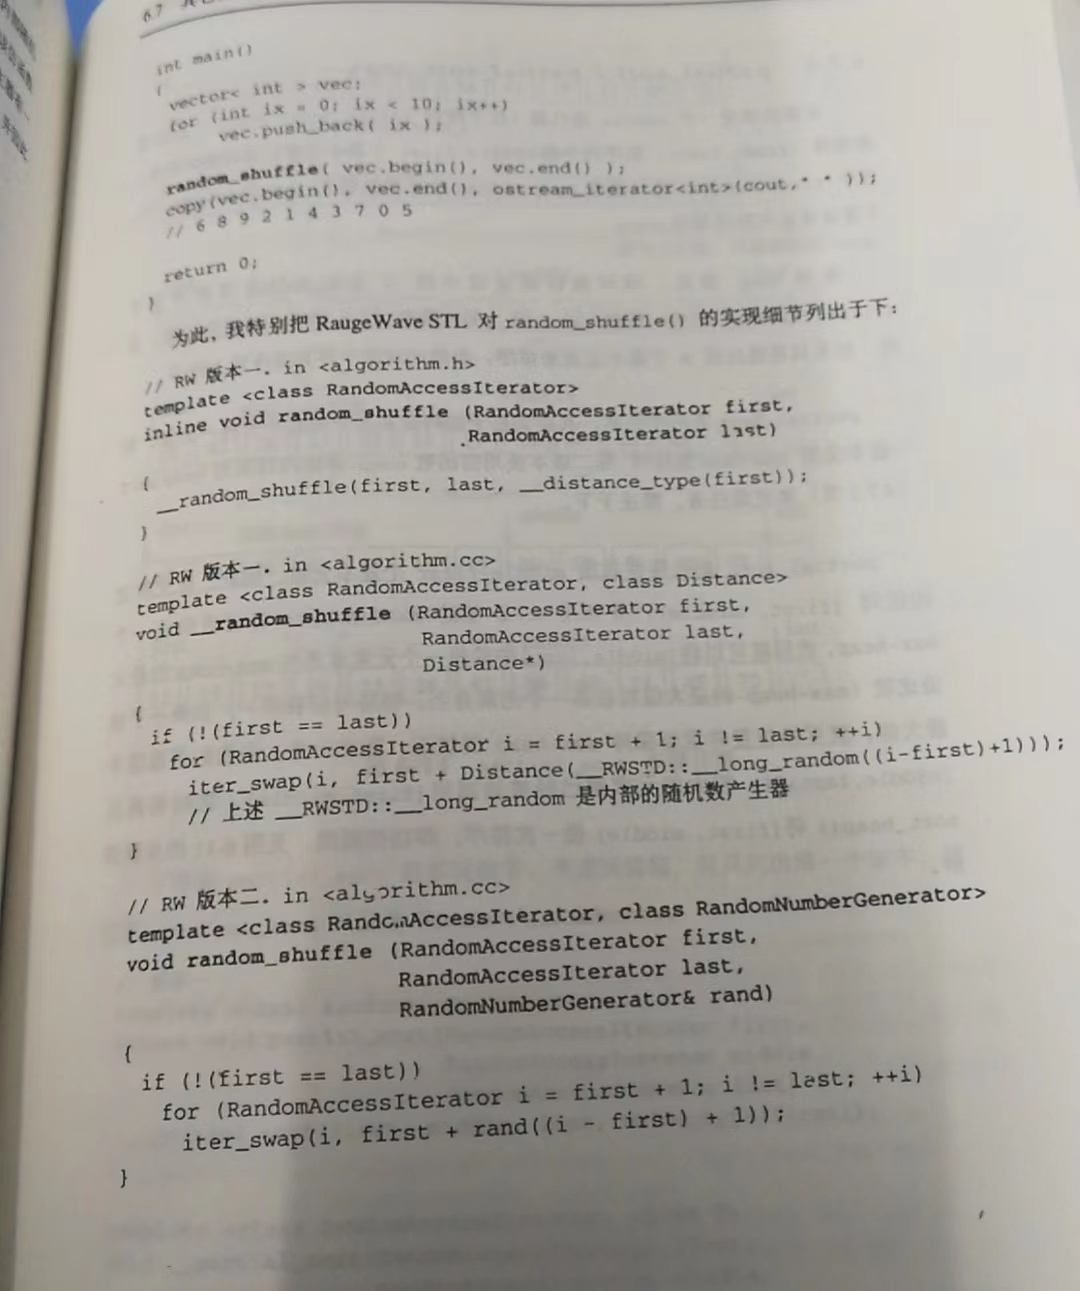 6.7
int main()
{
vector< int > vec;
for (int ix = 0; ix < 10; ix++)
vec.push_back( ix );
random_shuffle( vec.begin(), vec.end() );
copy(vec.begin(), vec.end(), ostream_iterator<int>(cout," " ));
// 6 8 9 2 1 4 3 7 0 5
return 0;
}
为此，我特别把 RaugeWave STL 对 random_shuffle() 的实现细节列出于下：
// RW 版本一. in <algorithm.h>
template <class RandomAccessIterator>
inline void random_shuffle (RandomAccessIterator first,
RandomAccessIterator last)
{
__random_shuffle(first, last, __distance_type(first));
}
// RW 版本一. in <algorithm.cc>
template <class RandomAccessIterator, class Distance>
void __random_shuffle (RandomAccessIterator first,
RandomAccessIterator last,
Distance*)
{
if (!(first == last))
for (RandomAccessIterator i = first + 1; i != last; ++i)
iter_swap(i, first + Distance(__RWSTD::__long_random((i-first)+1)));
// 上述 __RWSTD::__long_random 是内部的随机数产生器
}
// RW 版本二. in <algorithm.cc>
template <class RandomAccessIterator, class RandomNumberGenerator>
void random_shuffle (RandomAccessIterator first,
RandomAccessIterator last,
RandomNumberGenerator& rand)
{
if (!(first == last))
for (RandomAccessIterator i = first + 1; i != last; ++i)
iter_swap(i, first + rand((i - first) + 1));
}